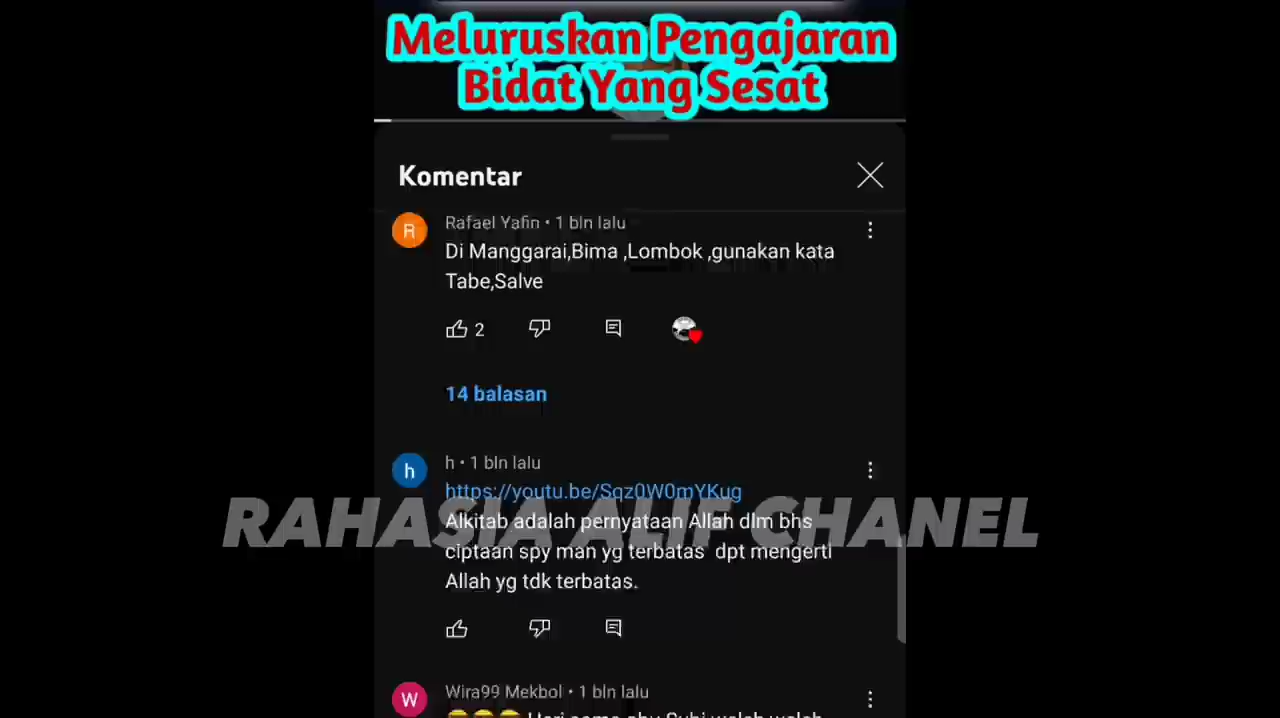 Meluruskan Pengajaran
Bidat Yang Sesat
Komentar
R
Rafael Yafin • 1 bln lalu
Di Manggarai,Bima ,Lombok ,gunakan kata
Tabe,Salve
2
14 balasan
h
h • 1 bln lalu
https://youtu.be/Sqz0W0mYKug
RAHASIA ALIF CHANEL
Alkitab adalah pernyataan Allah dlm bhs
ciptaan spy man yg terbatas dpt mengerti
Allah yg tdk terbatas.
W
Wira99 Mekbol • 1 bln lalu